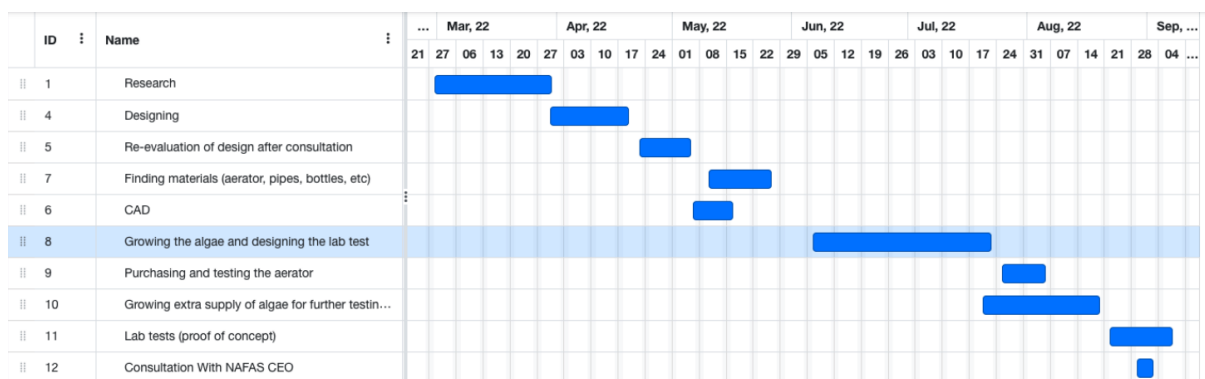 ID Name ... Mar, 22 Apr, 22 May, 22 Jun, 22 Jul, 22 Aug, 22 Sep, ...
21 27 06 13 20 27 03 10 17 24 01 08 15 22 29 05 12 19 26 03 10 17 24 31 07 14 21 28 04 ...
1 Research
4 Designing
5 Re-evaluation of design after consultation
7 Finding materials (aerator, pipes, bottles, etc)
6 CAD
8 Growing the algae and designing the lab test
9 Purchasing and testing the aerator
10 Growing extra supply of algae for further testin...
11 Lab tests (proof of concept)
12 Consultation With NAFAS CEO